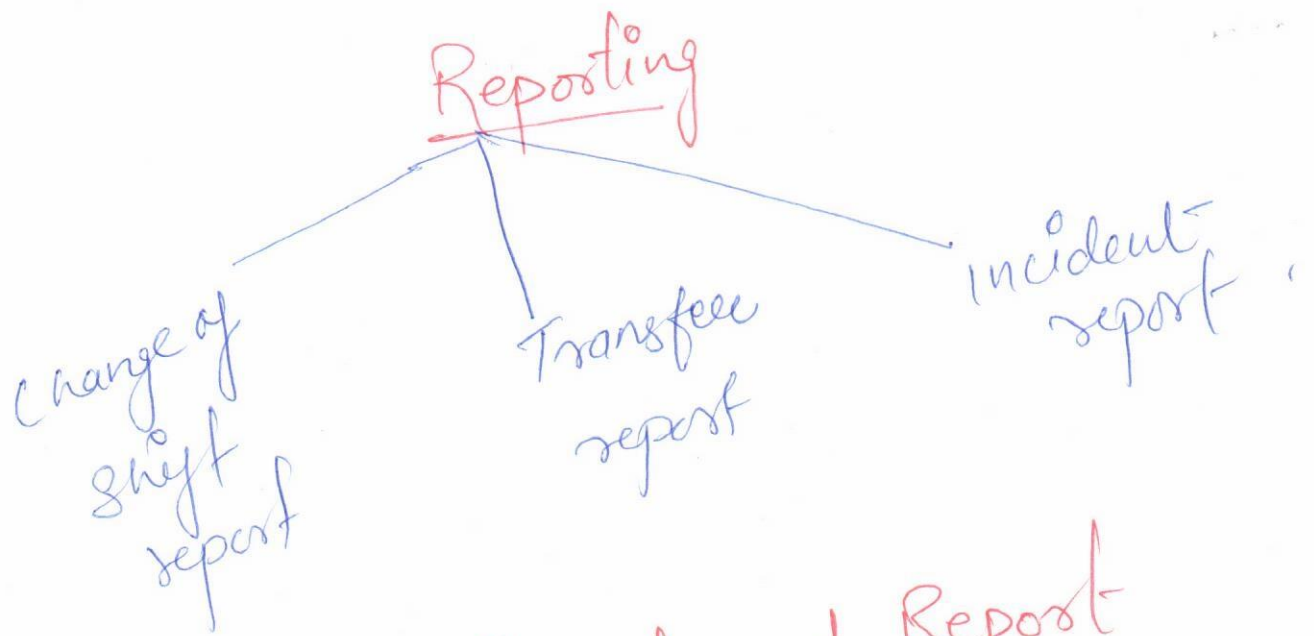 Reporting
Change of
shift
report
Transfer
report
Incident
report
Report